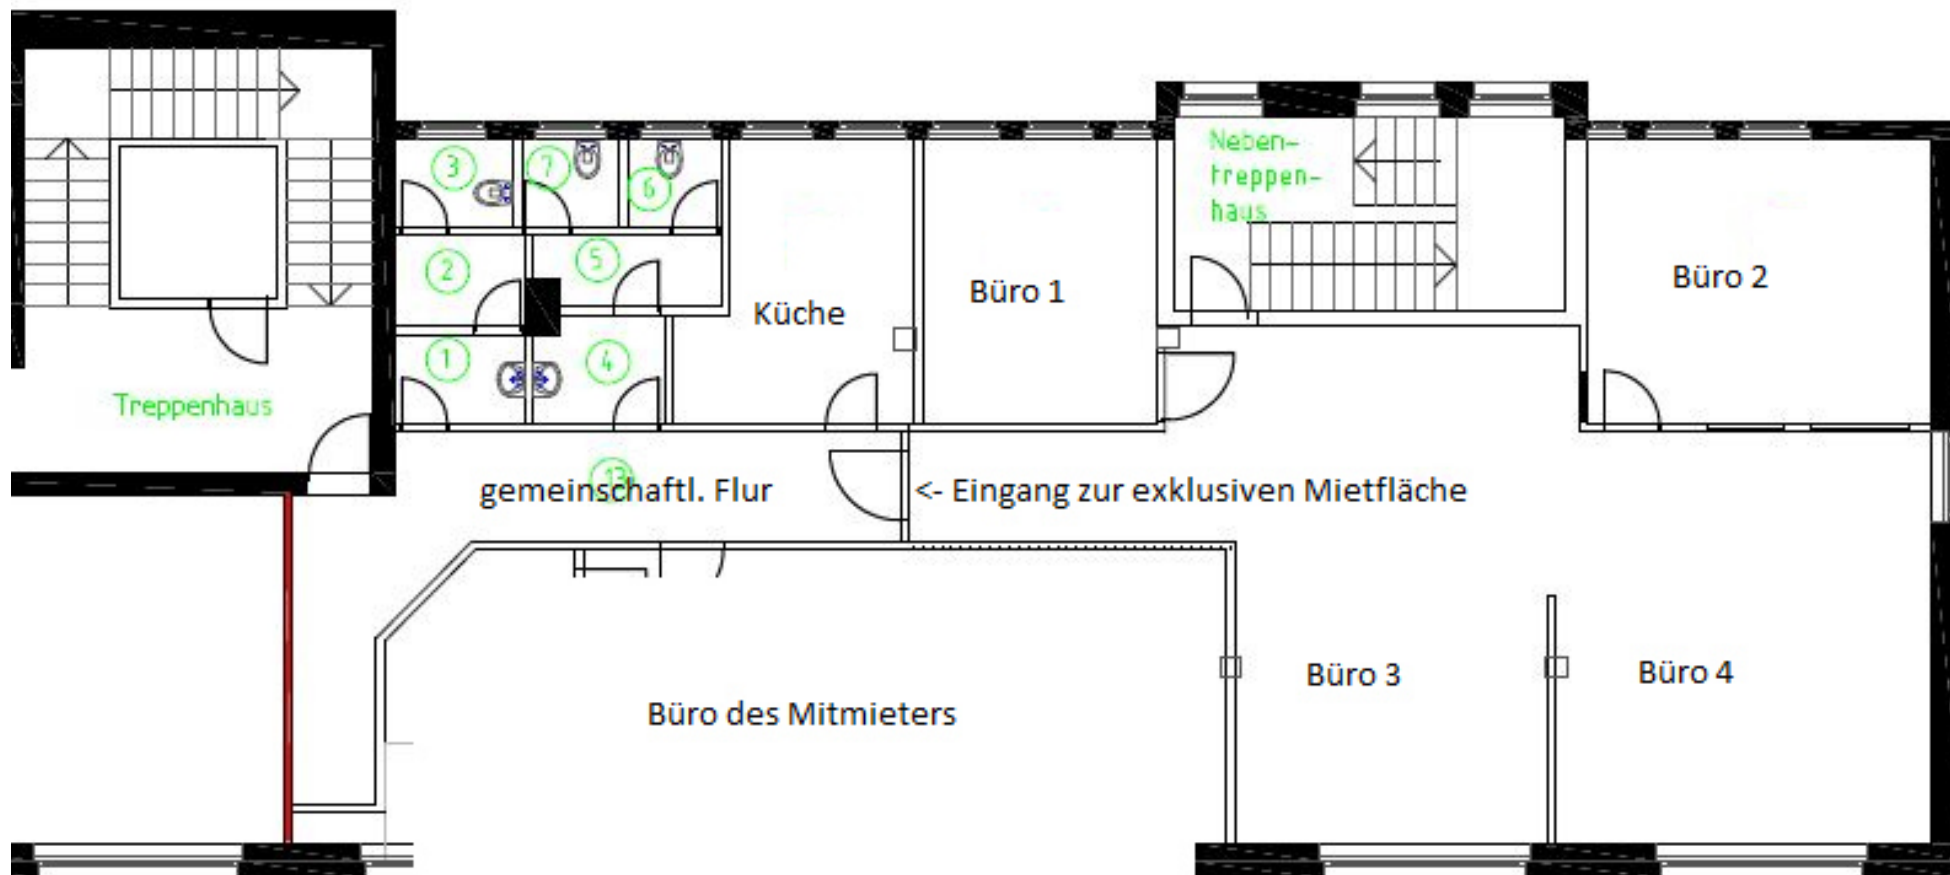 Neben-
treppen-
haus
3
7
6
5
2
Büro 2
Büro 1
Küche
1
4
Treppenhaus
13
gemeinschaftl. Flur
<- Eingang zur exklusiven Mietfläche
Büro 3
Büro 4
Büro des Mitmieters